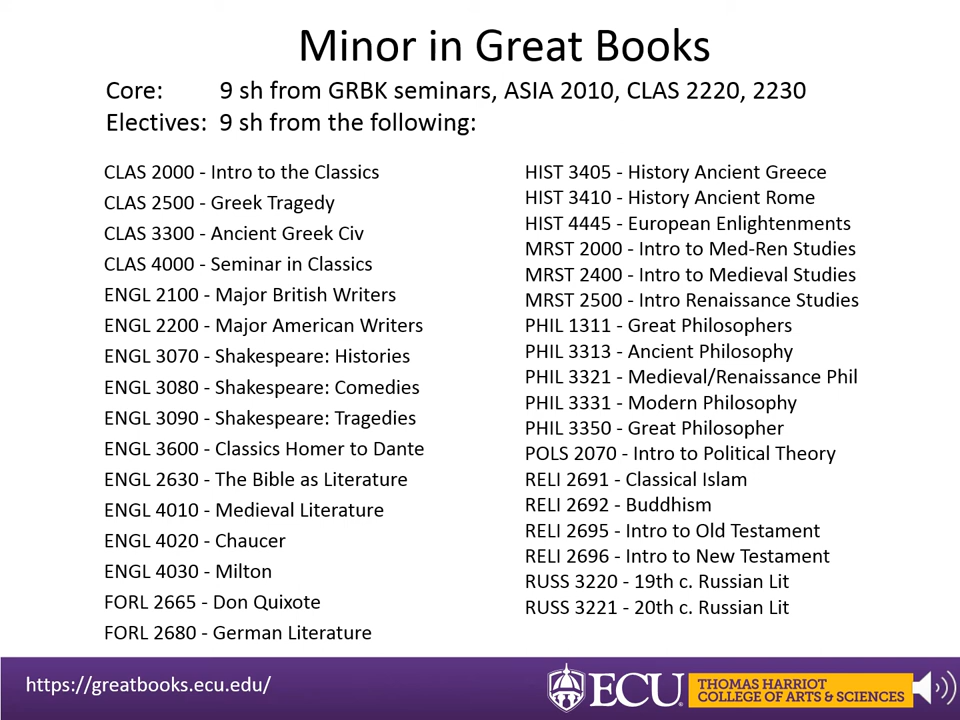 Minor in Great Books
Core: 9 sh from GRBK seminars, ASIA 2010, CLAS 2220, 2230
Electives: 9 sh from the following:
CLAS 2000 - Intro to the Classics
CLAS 2500 - Greek Tragedy
CLAS 3300 - Ancient Greek Civ
CLAS 4000 - Seminar in Classics
ENGL 2100 - Major British Writers
ENGL 2200 - Major American Writers
ENGL 3070 - Shakespeare: Histories
ENGL 3080 - Shakespeare: Comedies
ENGL 3090 - Shakespeare: Tragedies
ENGL 3600 - Classics Homer to Dante
ENGL 2630 - The Bible as Literature
ENGL 4010 - Medieval Literature
ENGL 4020 - Chaucer
ENGL 4030 - Milton
FORL 2665 - Don Quixote
FORL 2680 - German Literature
HIST 3405 - History Ancient Greece
HIST 3410 - History Ancient Rome
HIST 4445 - European Enlightenments
MRST 2000 - Intro to Med-Ren Studies
MRST 2400 - Intro to Medieval Studies
MRST 2500 - Intro Renaissance Studies
PHIL 1311 - Great Philosophers
PHIL 3313 - Ancient Philosophy
PHIL 3321 - Medieval/Renaissance Phil
PHIL 3331 - Modern Philosophy
PHIL 3350 - Great Philosopher
POLS 2070 - Intro to Political Theory
RELI 2691 - Classical Islam
RELI 2692 - Buddhism
RELI 2695 - Intro to Old Testament
RELI 2696 - Intro to New Testament
RUSS 3220 - 19th c. Russian Lit
RUSS 3221 - 20th c. Russian Lit
https://greatbooks.ecu.edu/
ECU®
THOMAS HARRIOT
COLLEGE OF ARTS & SCIENCES